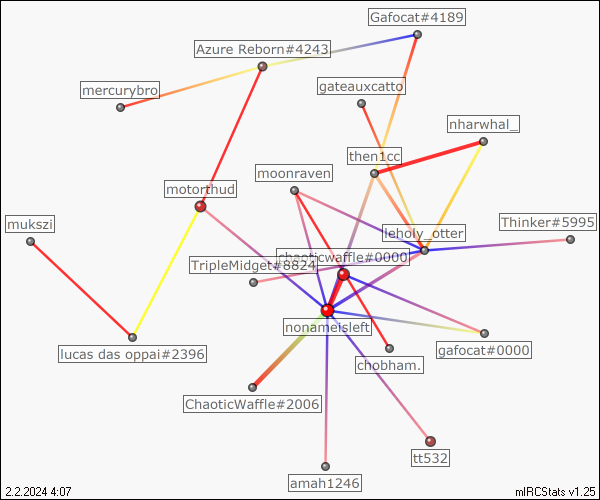 Gafocat#4189
Azure Reborn#4243
mercurybro
gateauxcatto
nharwhal_
then1cc
moonraven
motorthud
mukszi
Thinker#5995
leholy_otter
chaoticwaffle#0000
TripleMidget#8824
nonameisleft
lucas das oppai#2396
gafocat#0000
chobham.
ChaoticWaffle#2006
tt532
amah1246
2.2.2024 4:07
mIRCStats v1.25